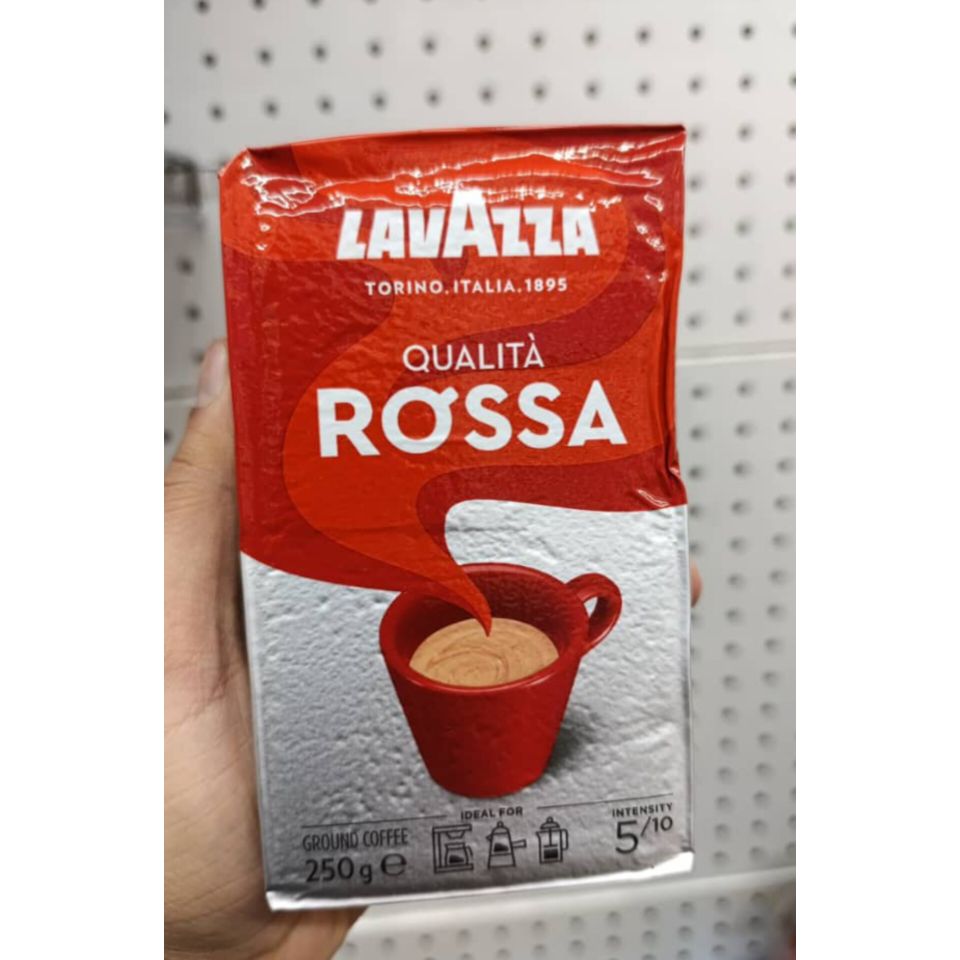 LAVAZZA
TORINO.ITALIA.1895
QUALITÀ
ROSSA
IDEAL FOR
GROUND COFFEE
250g ℮
INTENSITY
5/10